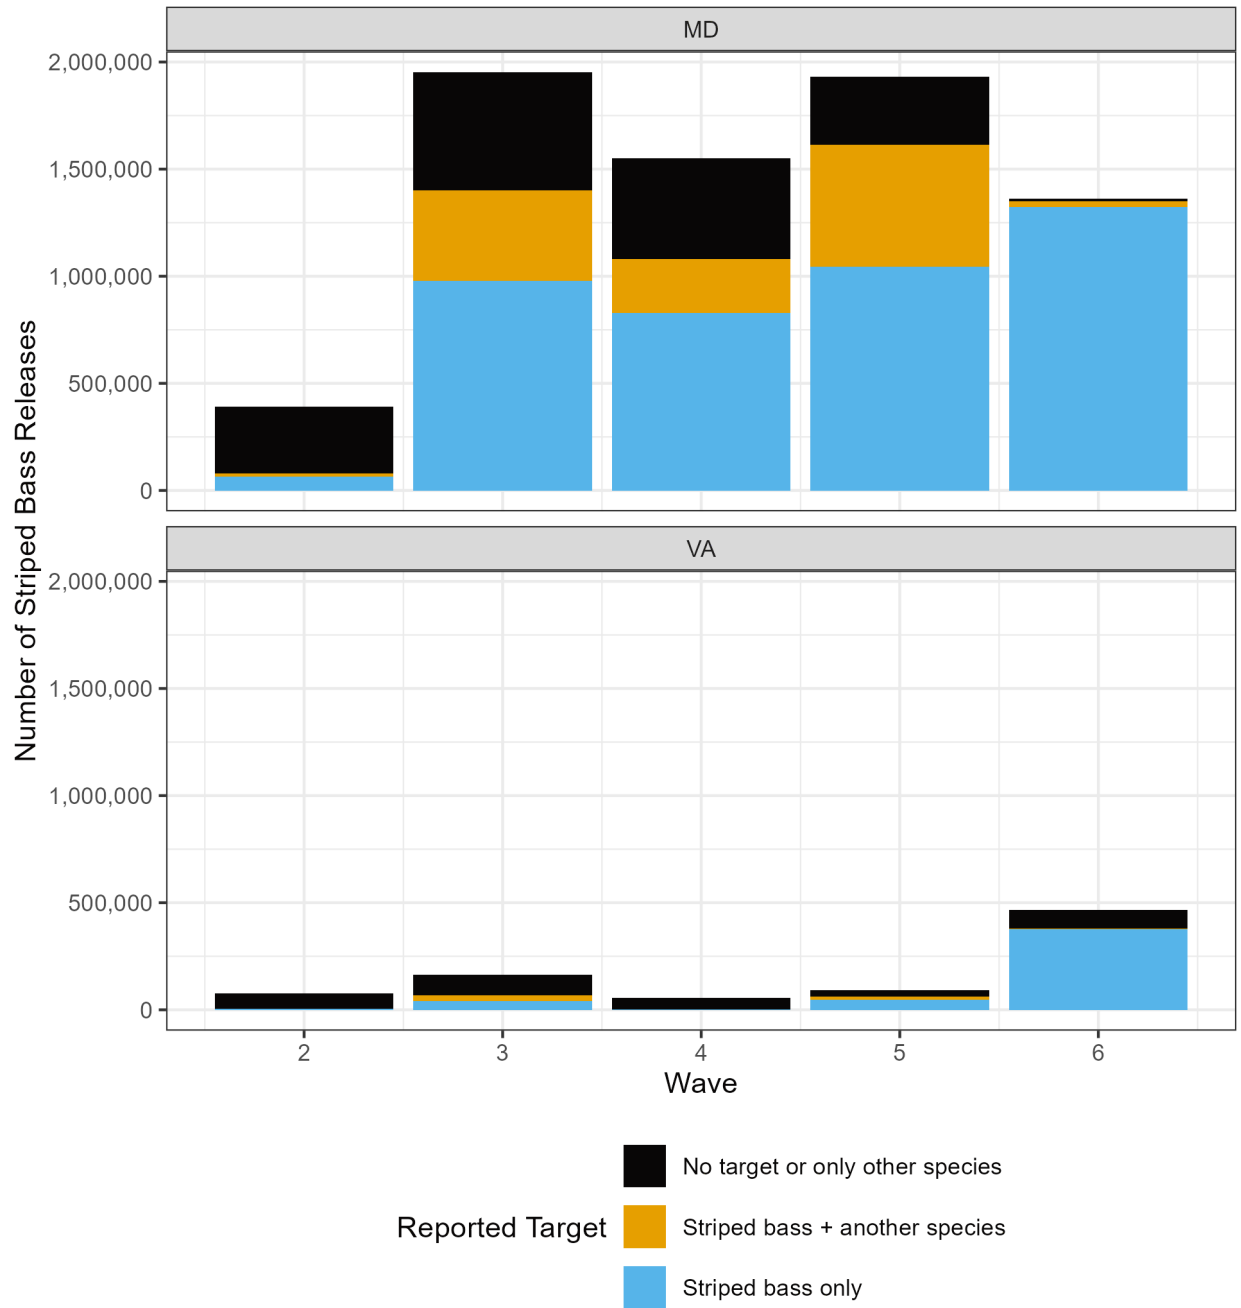 MD
2,000,000
1,500,000
1,000,000
500,000
0
Number of Striped Bass Releases
VA
2,000,000
1,500,000
1,000,000
500,000
0
2 3 4 5 6
Wave
Reported Target
No target or only other species
Striped bass + another species
Striped bass only